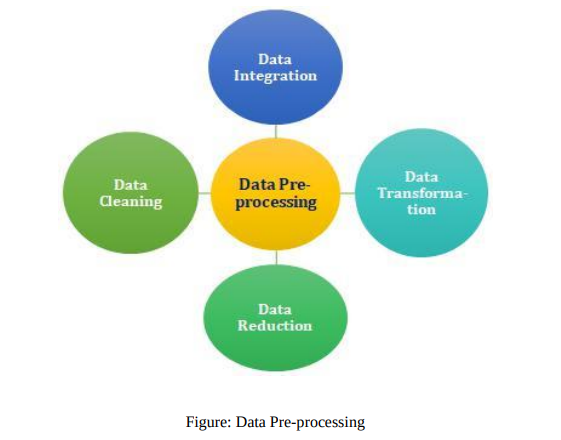 Data
Integration
Data
Cleaning
Data Pre-
processing
Data
Transforma-
tion
Data
Reduction
Figure: Data Pre-processing